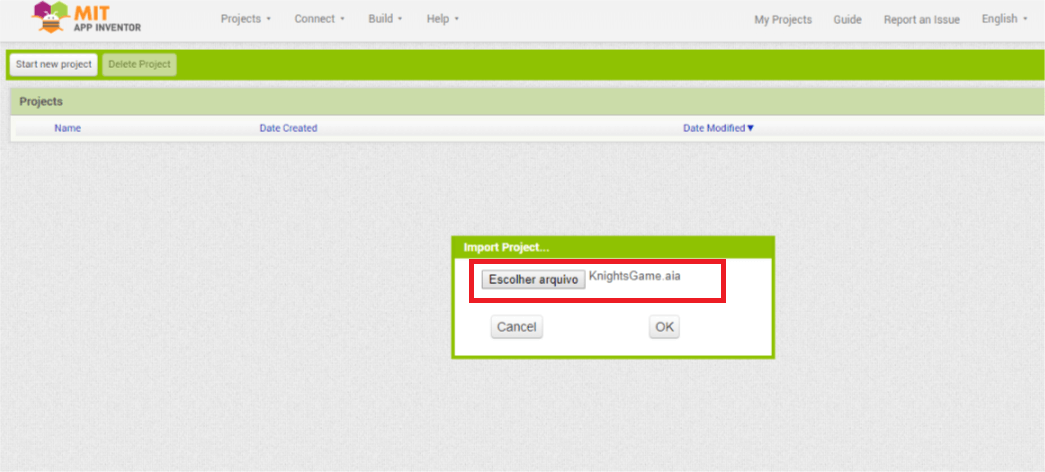 MIT
APP INVENTOR
Projects Connect Build Help My Projects Guide Report an Issue English
Start new project Delete Project
Projects
Name Date Created Date Modified
Import Project...
Escolher arquivo KnightsGame.aia
Cancel OK